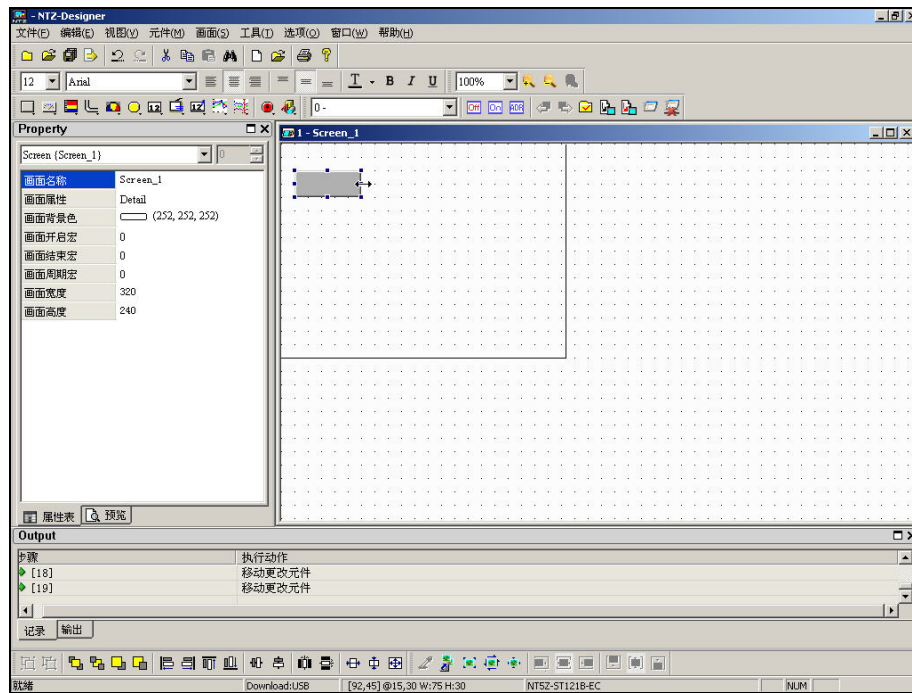 NTZ - NTZ-Designer
文件(F) 编辑(E) 视图(V) 元件(M) 画面(S) 工具(T) 选项(O) 窗口(W) 帮助(H)
12 Arial T B I U 100%
0 - Off On ADR
Property
Screen {Screen_1} 0
画面名称 Screen_1
画面属性 Detail
画面背景色 (252, 252, 252)
画面开启宏 0
画面结束宏 0
画面周期宏 0
画面宽度 320
画面高度 240
属性表 预览
1 - Screen_1
Output
步骤 执行动作
[18] 移动更改元件
[19] 移动更改元件
记录 输出
就绪 Download:USB [92,45] @15,30 W:75 H:30 NT5Z-ST121B-EC NUM